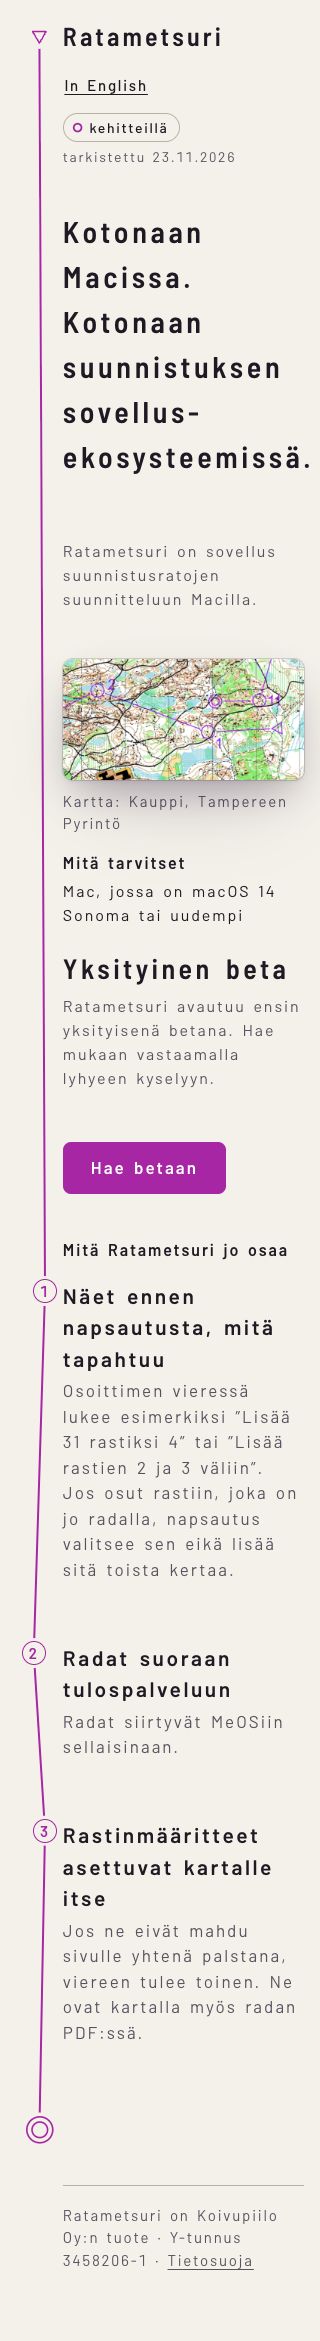 Ratametsuri
In English
kehitteillä
tarkistettu 23.11.2026
Kotonaan
Macissa.
Kotonaan
suunnistuksen
sovellus-
ekosysteemissä.
Ratametsuri on sovellus
suunnistusratojen
suunnitteluun Macilla.
2
1
Kartta: Kauppi, Tampereen
Pyrintö
Mitä tarvitset
Mac, jossa on macOS 14
Sonoma tai uudempi
Yksityinen beta
Ratametsuri avautuu ensin
yksityisenä betana. Hae
mukaan vastaamalla
lyhyeen kyselyyn.
Hae betaan
Mitä Ratametsuri jo osaa
1
Näet ennen
napsautusta, mitä
tapahtuu
Osoittimen vieressä
lukee esimerkiksi ”Lisää
31 rastiksi 4” tai ”Lisää
rastien 2 ja 3 väliin”.
Jos osut rastiin, joka on
jo radalla, napsautus
valitsee sen eikä lisää
sitä toista kertaa.
2
Radat suoraan
tulospalveluun
Radat siirtyvät MeOSiin
sellaisinaan.
3
Rastinmääritteet
asettuvat kartalle
itse
Jos ne eivät mahdu
sivulle yhtenä palstana,
viereen tulee toinen. Ne
ovat kartalla myös radan
PDF:ssä.
Ratametsuri on Koivupiilo
Oy:n tuote · Y-tunnus
3458206-1 · Tietosuoja